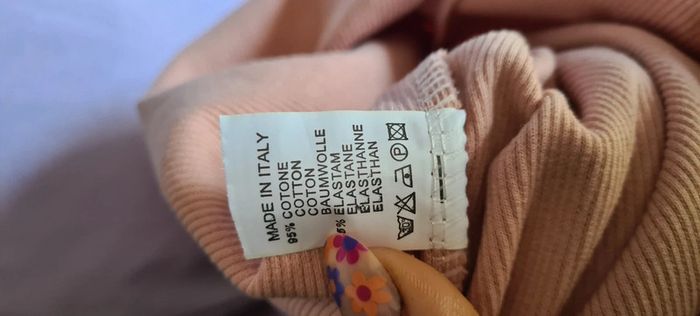 MADE IN ITALY
95% COTONE
COTTON
COTON
BAUMWOLLE
5% ELASTAM
ELASTANE
ELASTHANNE
ELASTHAN
P